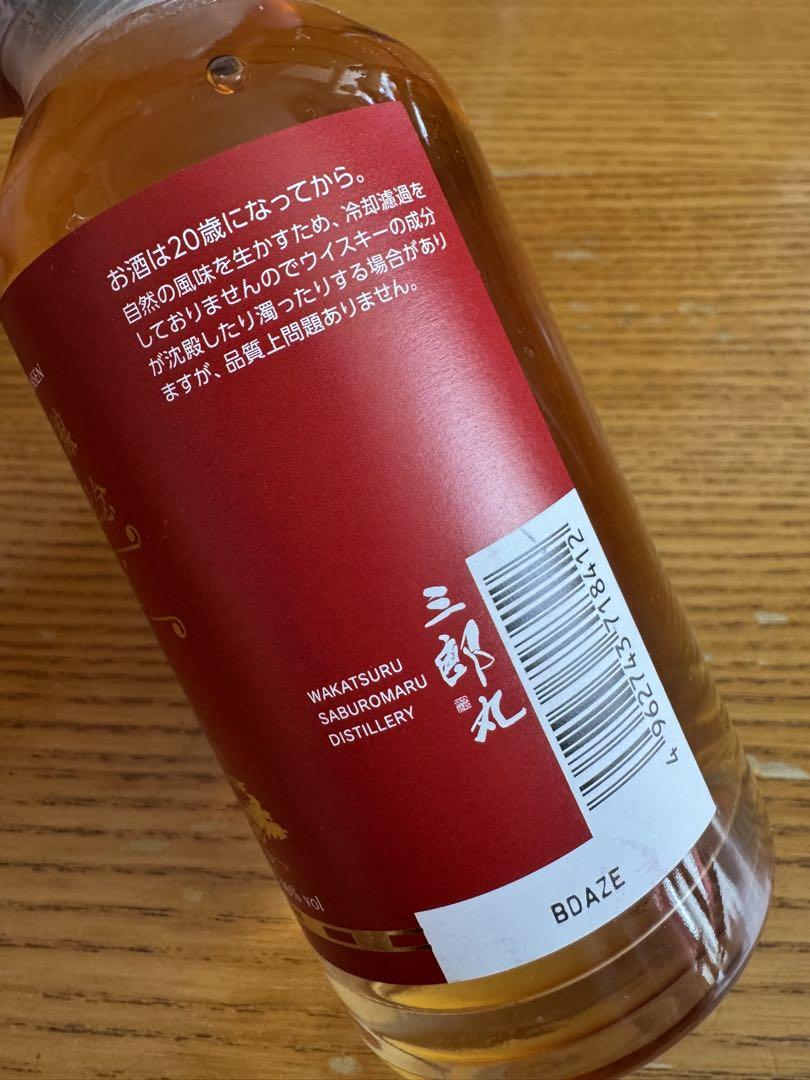 お酒は20歳になってから。
自然の風味を生かすため、冷却濾過を
しておりませんのでウイスキーの成分
が沈殿したり濁ったりする場合があり
ますが、品質上問題ありません。
三郎丸
WAKATSURU
SABUROMARU
DISTILLERY
4962743718412
BDAZE
% vol